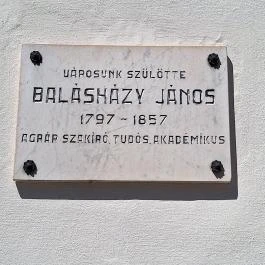 VÁROSUNK SZÜLÖTTE
BALÁSHÁZY JÁNOS
1797 ~ 1857
AGRÁR SZAKÍRÓ, TUDÓS, AKADÉMIKUS